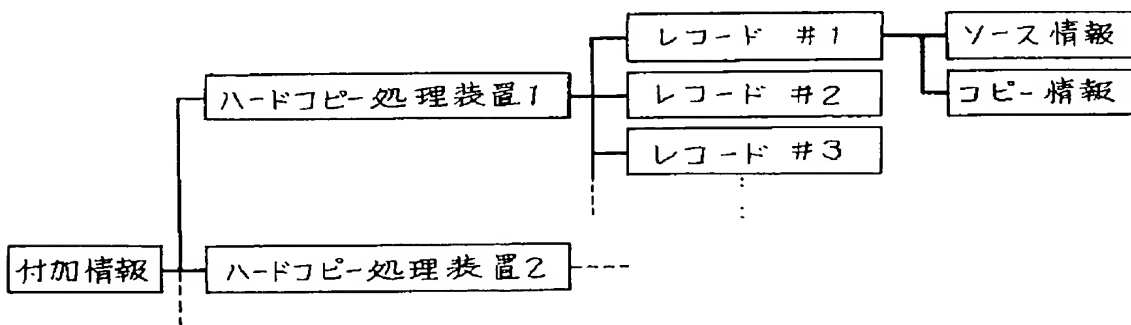 レコード #1
ソース情報
ハードコピー処理装置1
レコード #2
コピー情報
レコード #3
付加情報
ハードコピー処理装置2